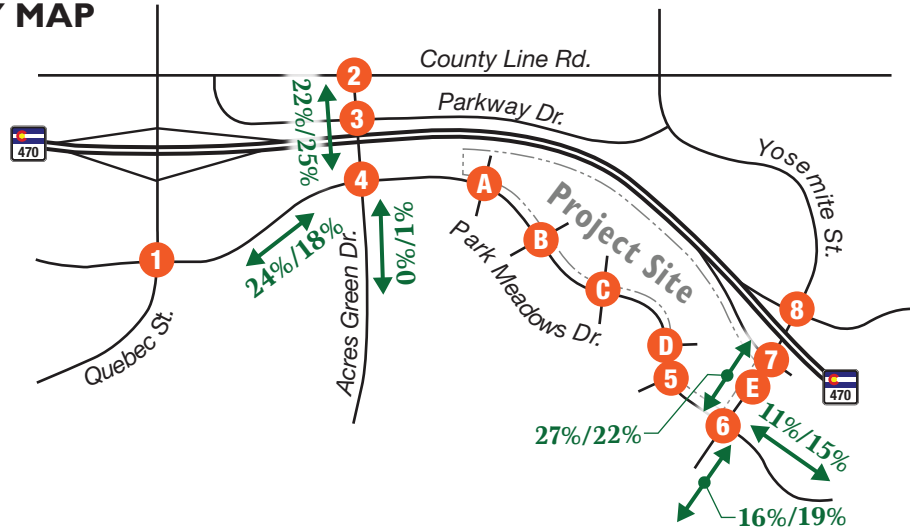 Y MAP
County Line Rd.
2
22%/25%
3
Parkway Dr.
470
4
A
Yosemite St.
Project Site
0%/1%
24%/18%
B
1
Park Meadows Dr.
C
8
Acres Green Dr.
Quebec St.
D
7
5
E
470
11%/15%
6
27%/22%
16%/19%